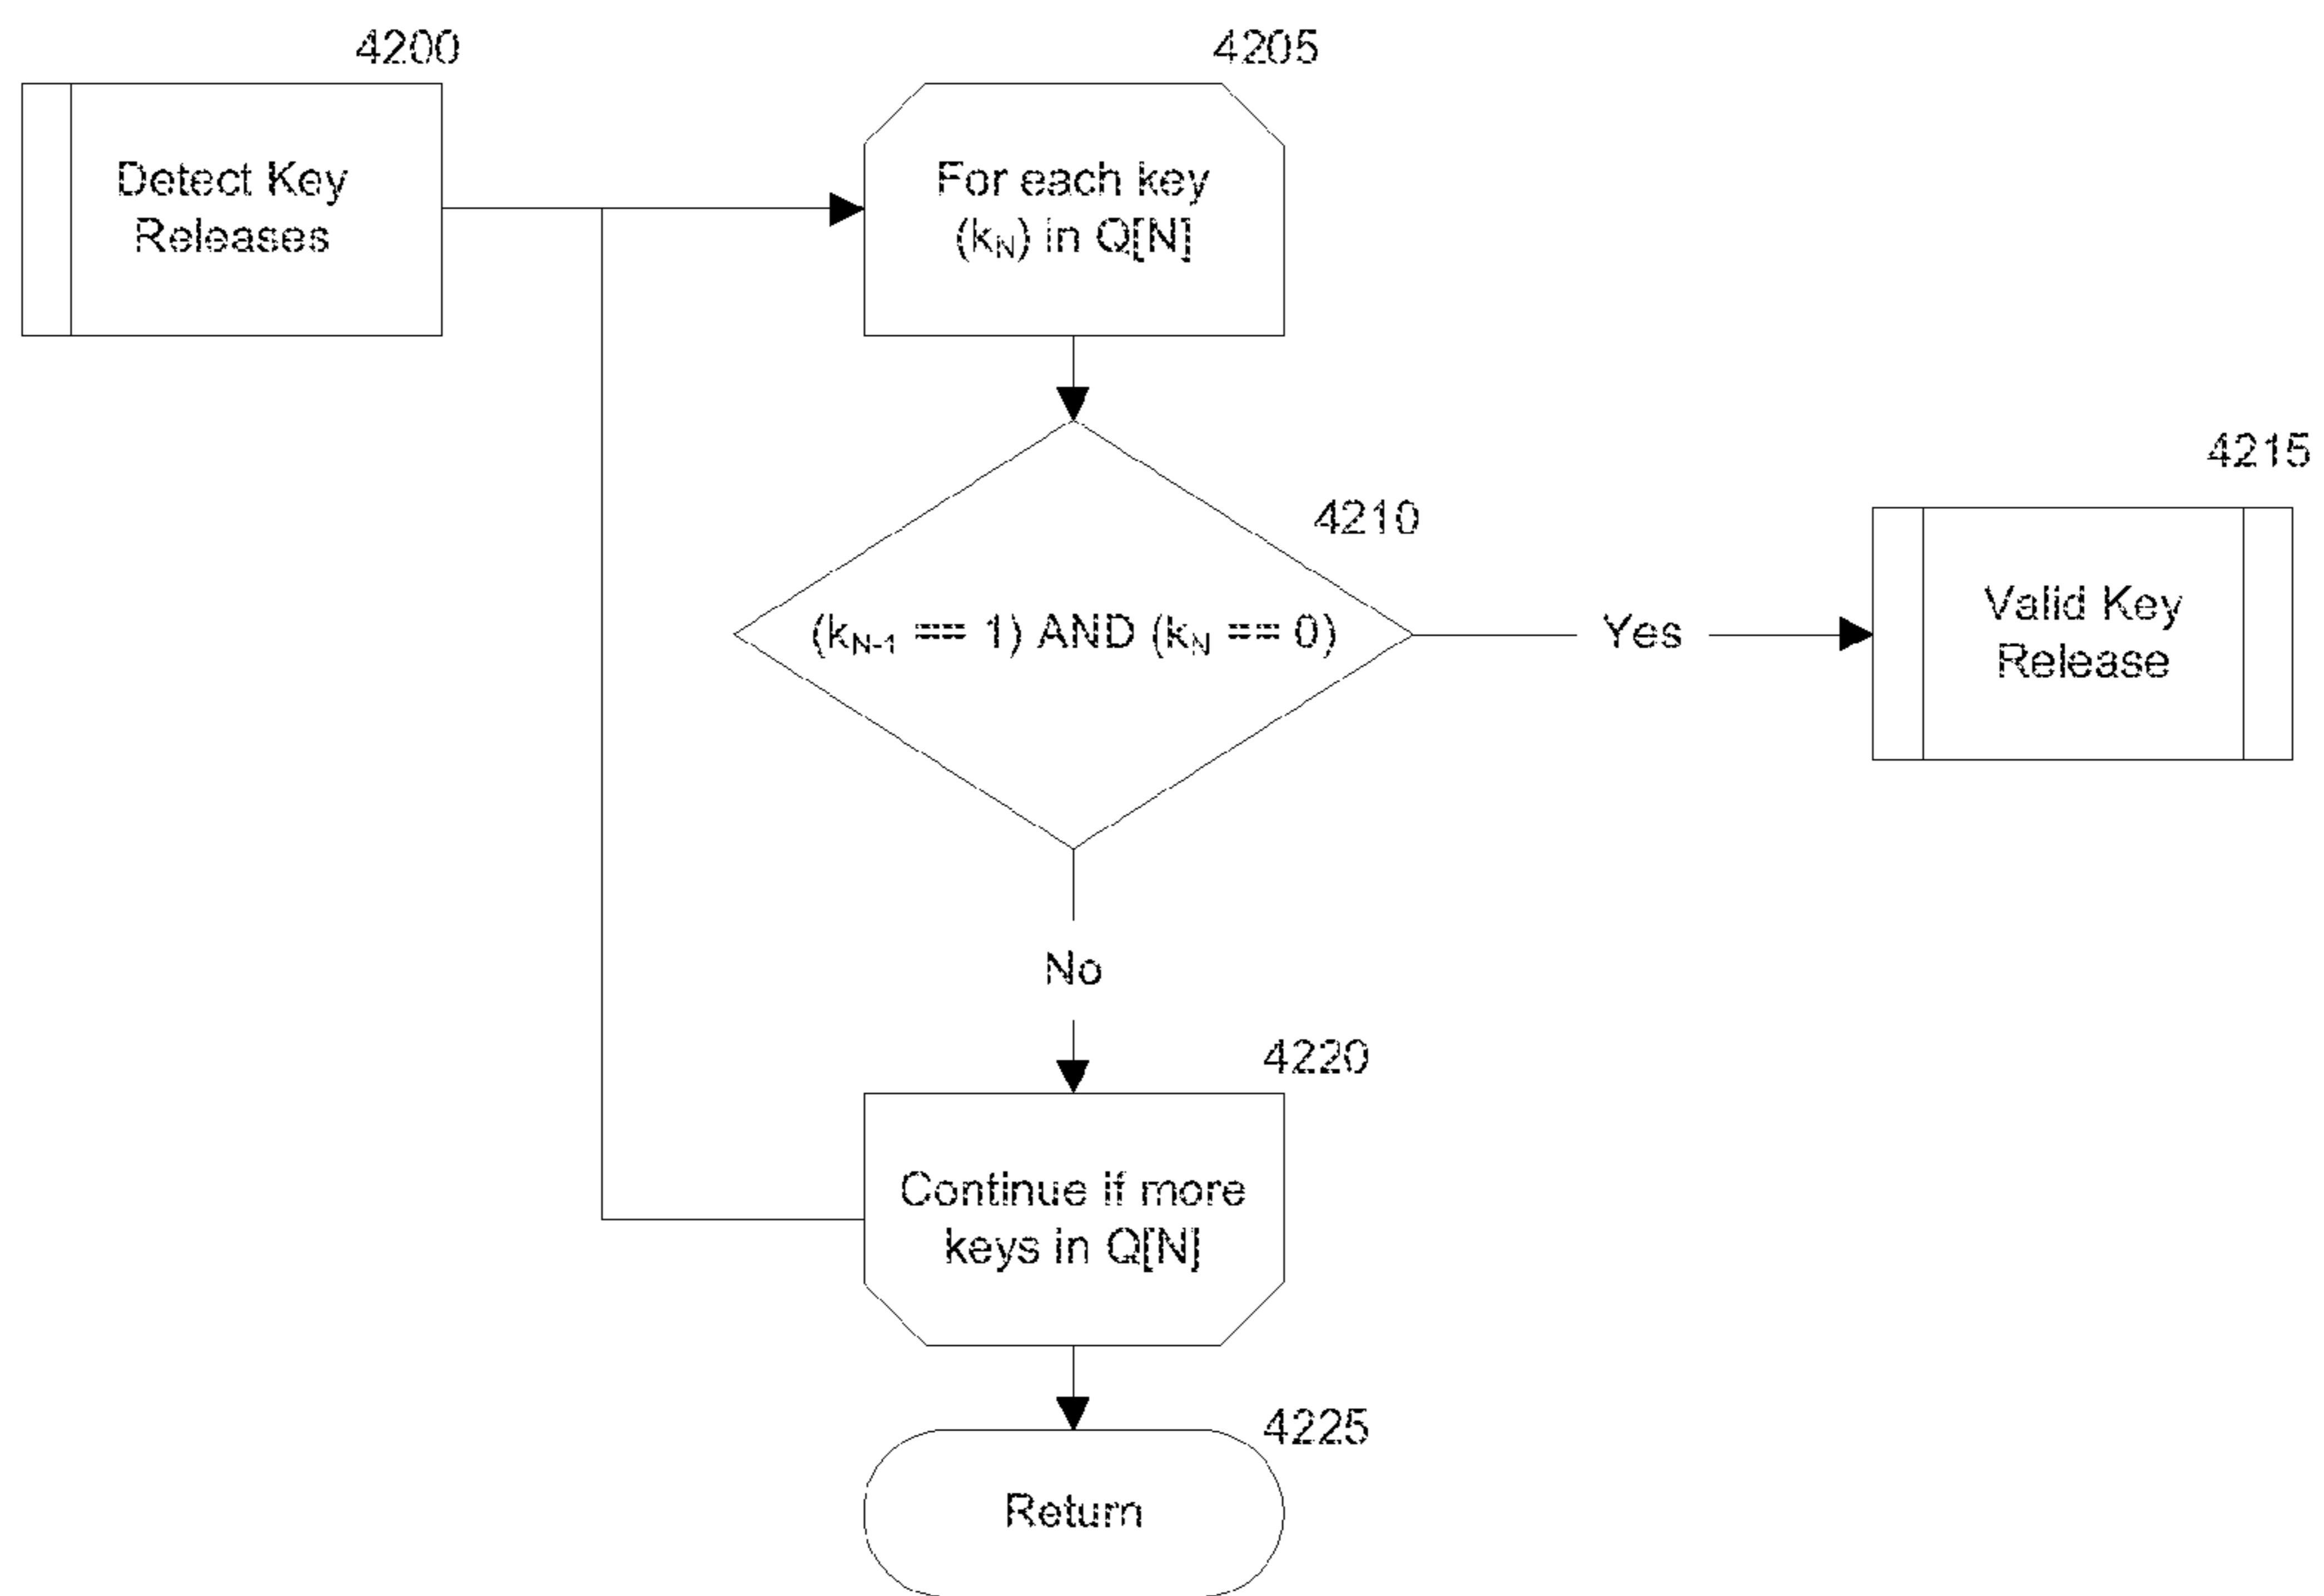 4200
Detect Key
Releases
4205
For each key
(kN) in Q[N]
4210
(kN-1 == 1) AND (kN == 0)
Yes
4215
Valid Key
Release
No
4220
Continue if more
keys in Q[N]
4225
Return